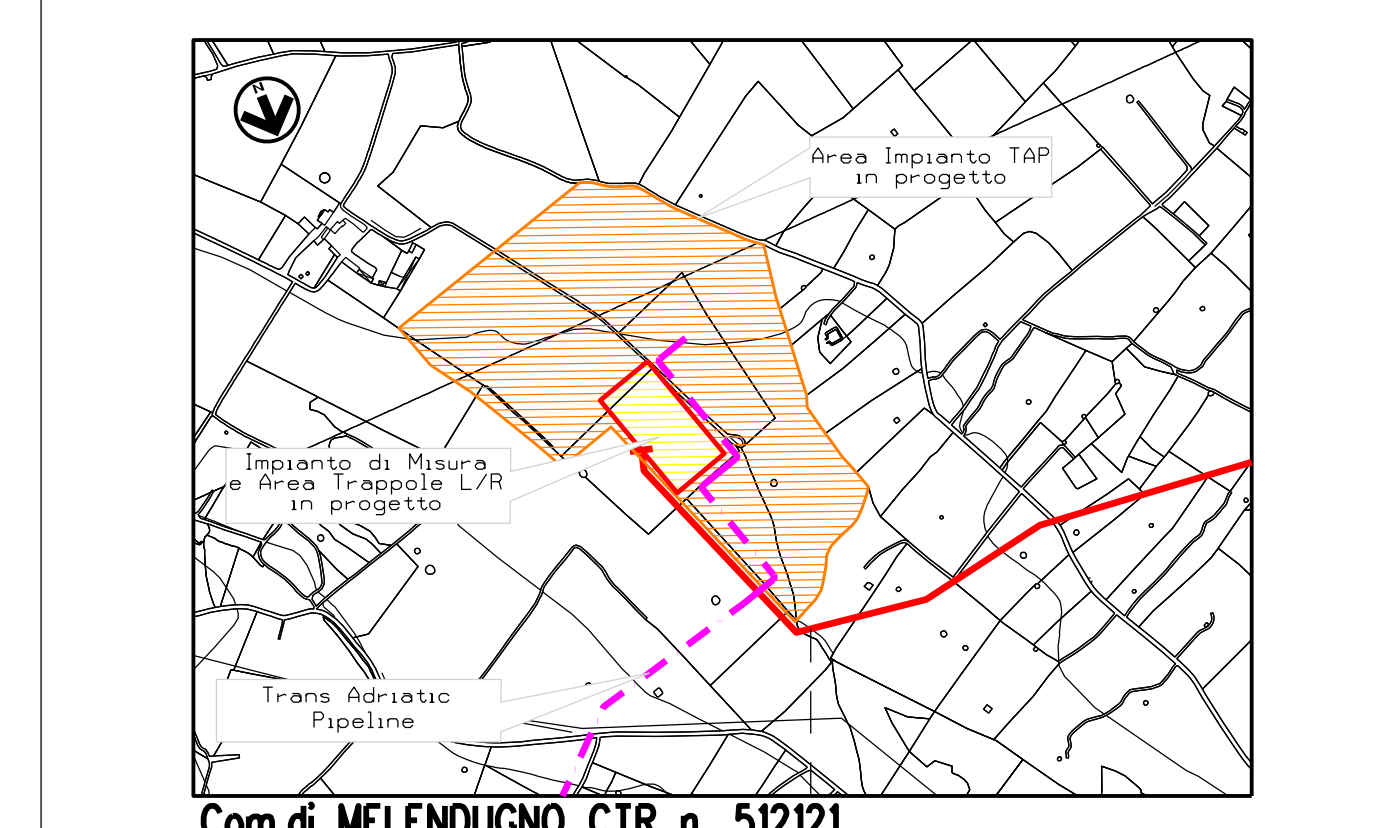 N
Area Impianto TAP
in progetto
Impianto di Misura
e Area Trappole L/R
in progetto
Trans Adriatic
Pipeline
Com.di MELENDUGNO CTR n. 512121